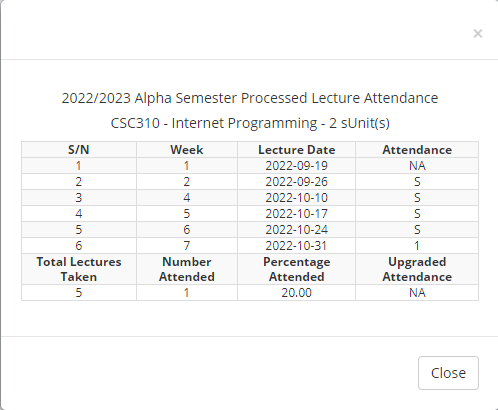 ×
2022/2023 Alpha Semester Processed Lecture Attendance
CSC310 - Internet Programming - 2 sUnit(s)
S/N Week Lecture Date Attendance
1 1 2022-09-19 NA
2 2 2022-09-26 S
3 4 2022-10-10 S
4 5 2022-10-17 S
5 6 2022-10-24 S
6 7 2022-10-31 1
Total Lectures Number Percentage Upgraded
Taken Attended Attended Attendance
5 1 20.00 NA
Close